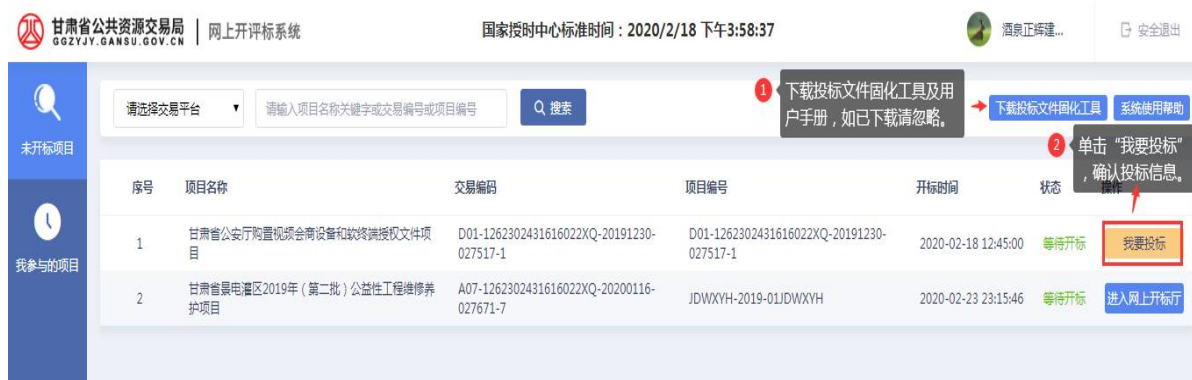 甘肃省公共资源交易局
GGZYJY.GANSU.GOV.CN
网上开评标系统
国家授时中心标准时间：2020/2/18 下午3:58:37
酒泉正辉建...
安全退出
未开标项目
我参与的项目
请选择交易平台
请输入项目名称关键字或交易编号或项目编号
搜索
1 下载投标文件固化工具及用
户手册，如已下载请忽略。
下载投标文件固化工具
系统使用帮助
2 单击“我要投标”
，确认投标信息。
序号 项目名称 交易编码 项目编号 开标时间 状态 操作
1 甘肃省公安厅购置视频会商设备和软终端授权文件项
目
D01-1262302431616022XQ-20191230-
027517-1
D01-1262302431616022XQ-20191230-
027517-1
2020-02-18 12:45:00 等待开标 我要投标
2 甘肃省景电灌区2019年（第二批）公益性工程维修养
护项目
A07-1262302431616022XQ-20200116-
027671-7
JDWXYH-2019-01JDWXYH
2020-02-23 23:15:46 等待开标 进入网上开标厅